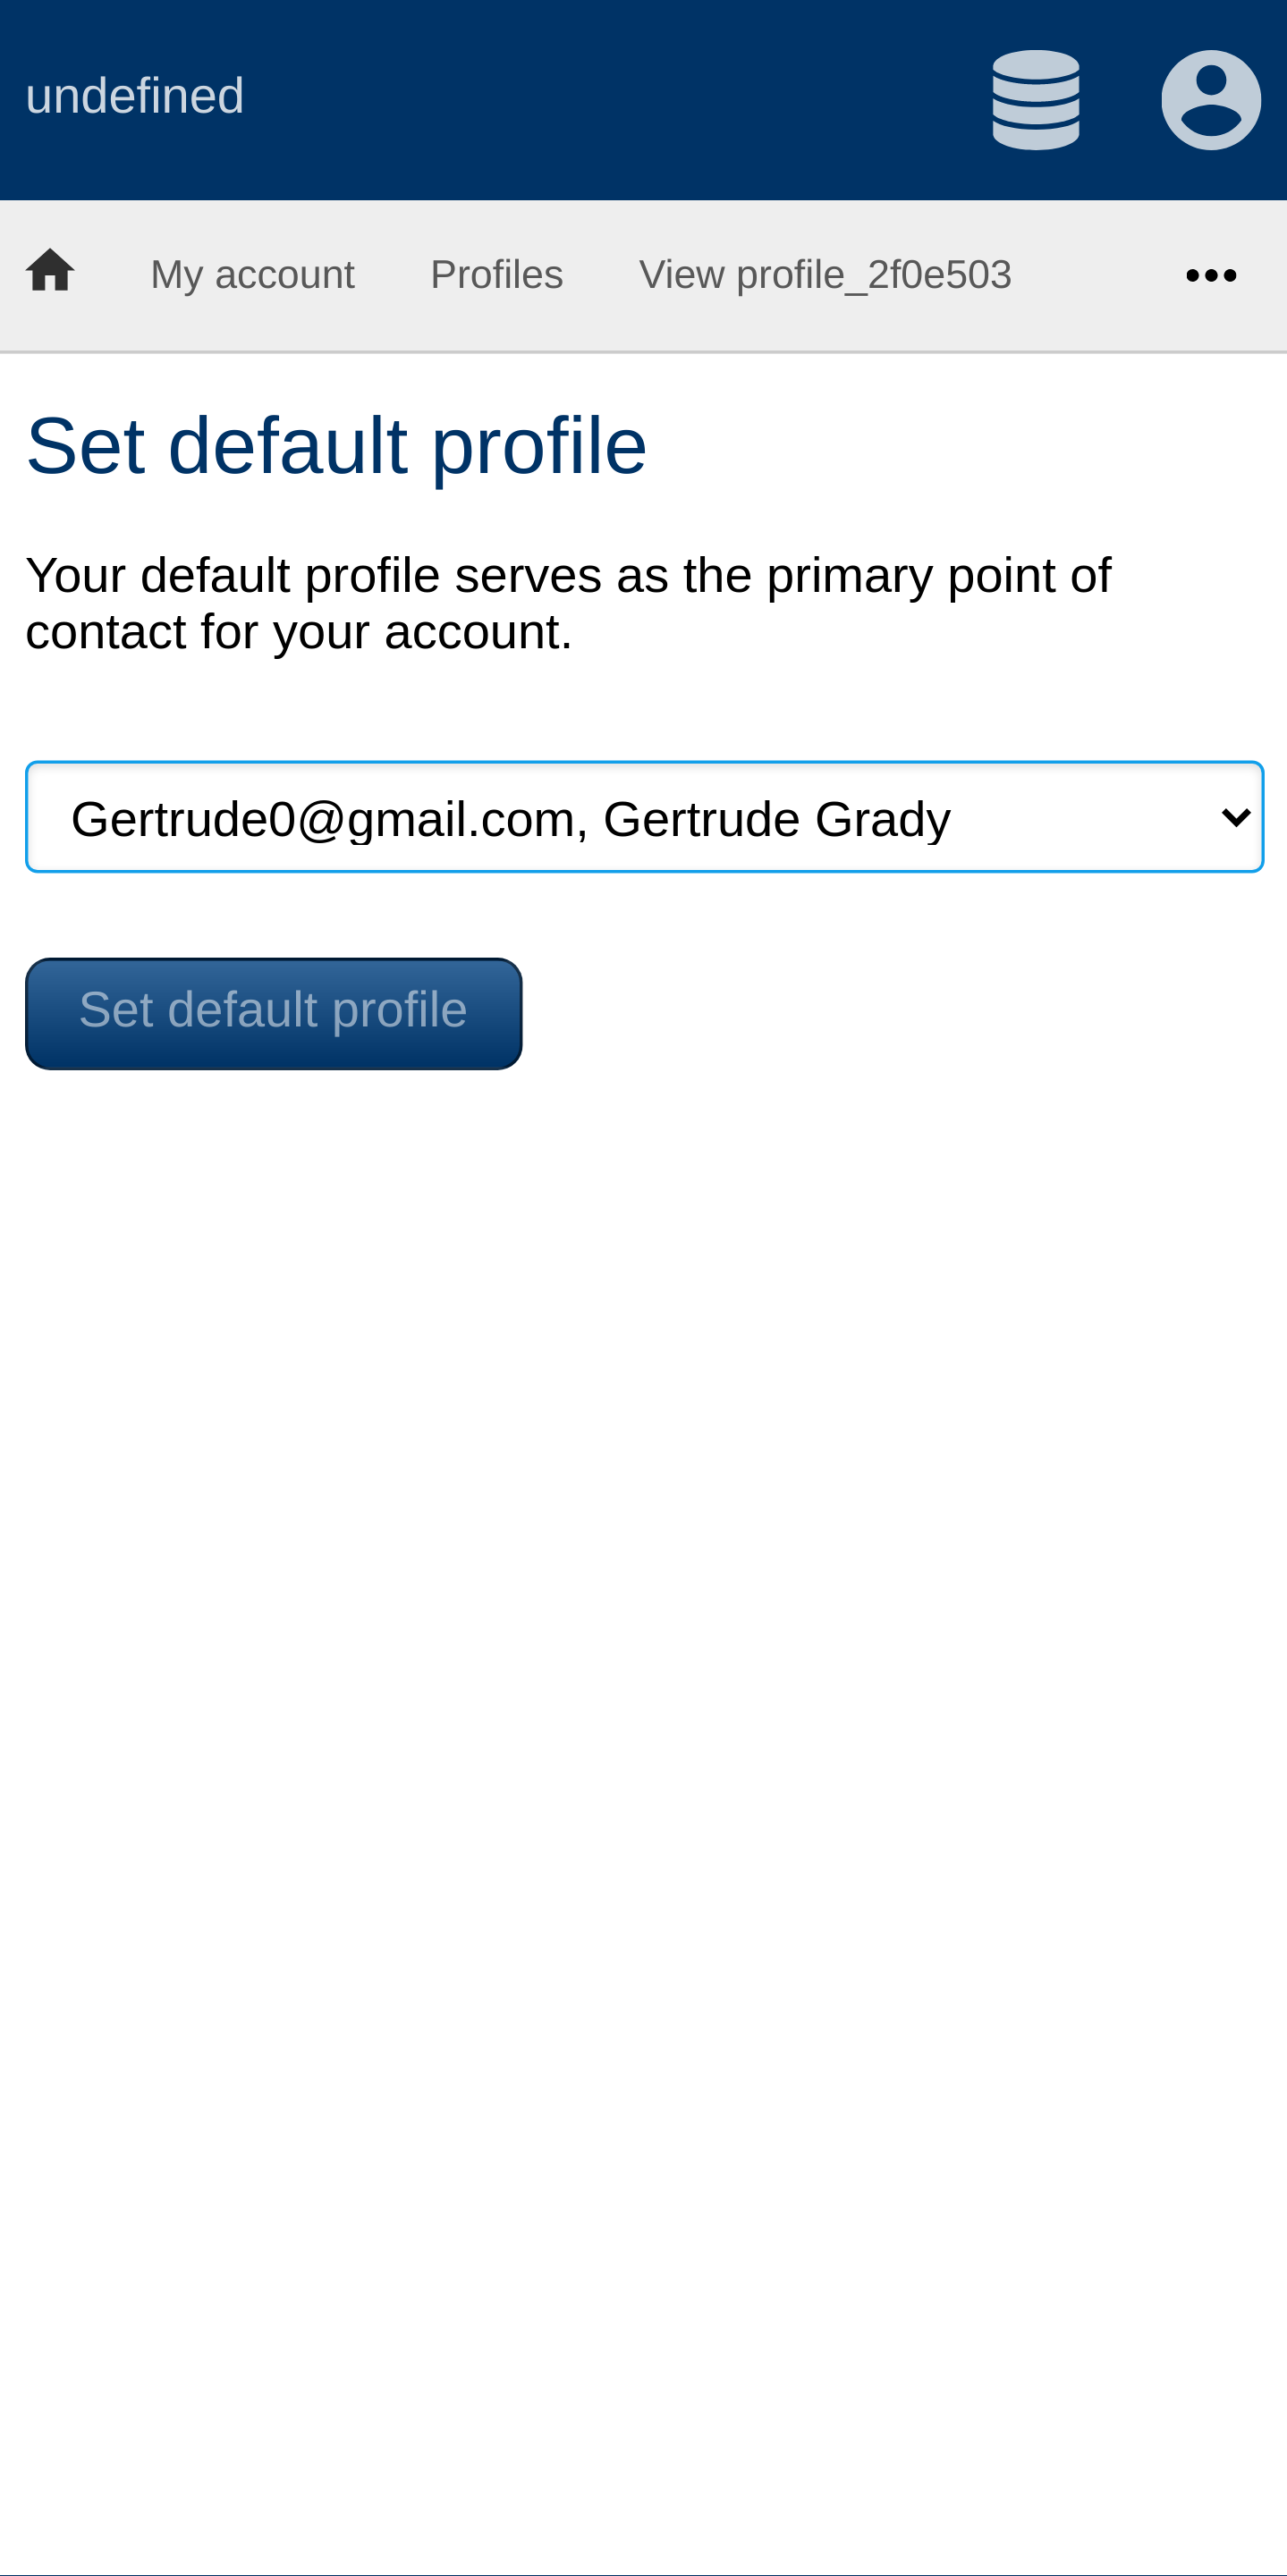 undefined
My account Profiles View profile_2f0e503
Set default profile
Your default profile serves as the primary point of
contact for your account.
Gertrude0@gmail.com, Gertrude Grady
Set default profile